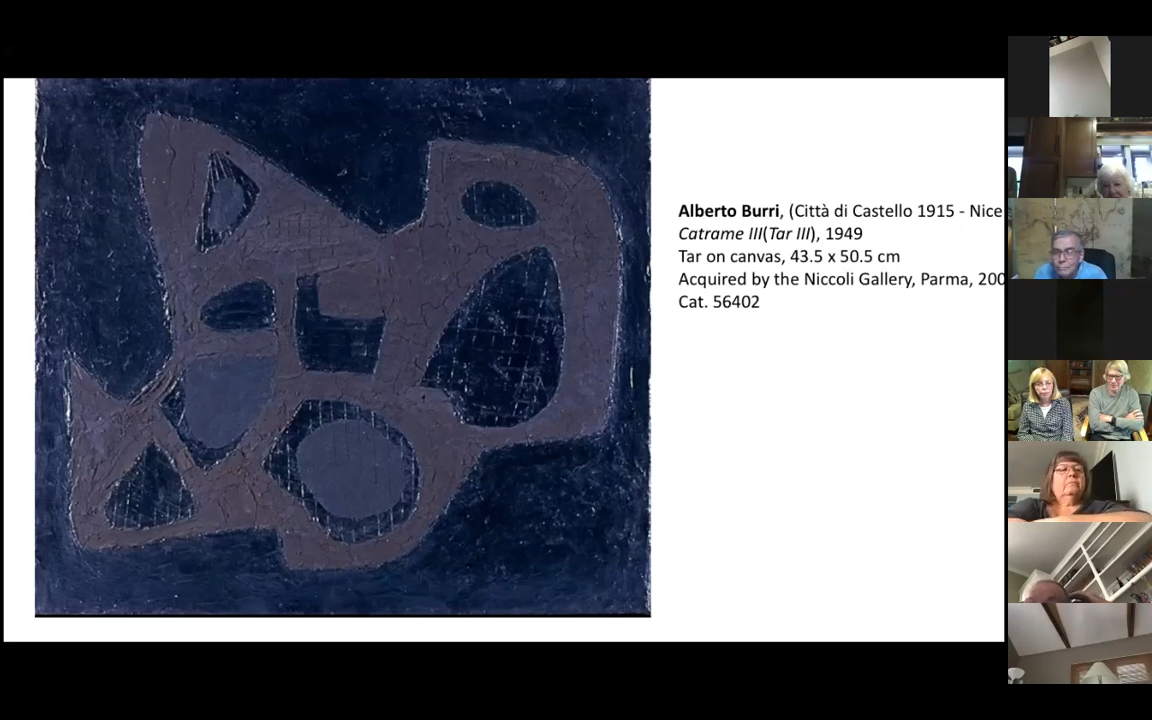 Alberto Burri, (Città di Castello 1915 - Nice
Catrame III(Tar III), 1949
Tar on canvas, 43.5 x 50.5 cm
Acquired by the Niccoli Gallery, Parma, 200
Cat. 56402